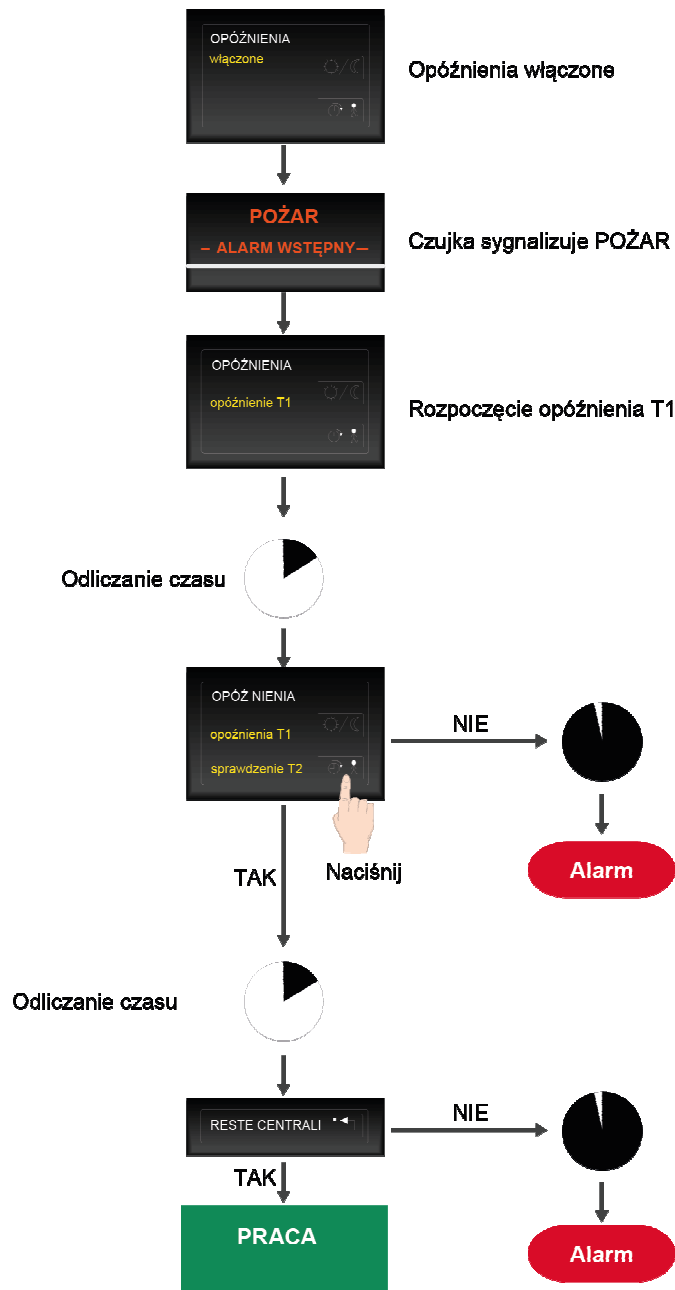 OPÓŹNIENIA
włączone
Opóźnienia włączone
POŻAR
– ALARM WSTĘPNY –
Czujka sygnalizuje POŻAR
OPÓŹNIENIA
opóźnienie T1
Rozpoczęcie opóźnienia T1
Odliczanie czasu
OPÓŹ NIENIA
opoźnienia T1
sprawdzenie T2
NIE
Naciśnij
TAK
Alarm
Odliczanie czasu
RESTE CENTRALI
NIE
TAK
PRACA
Alarm